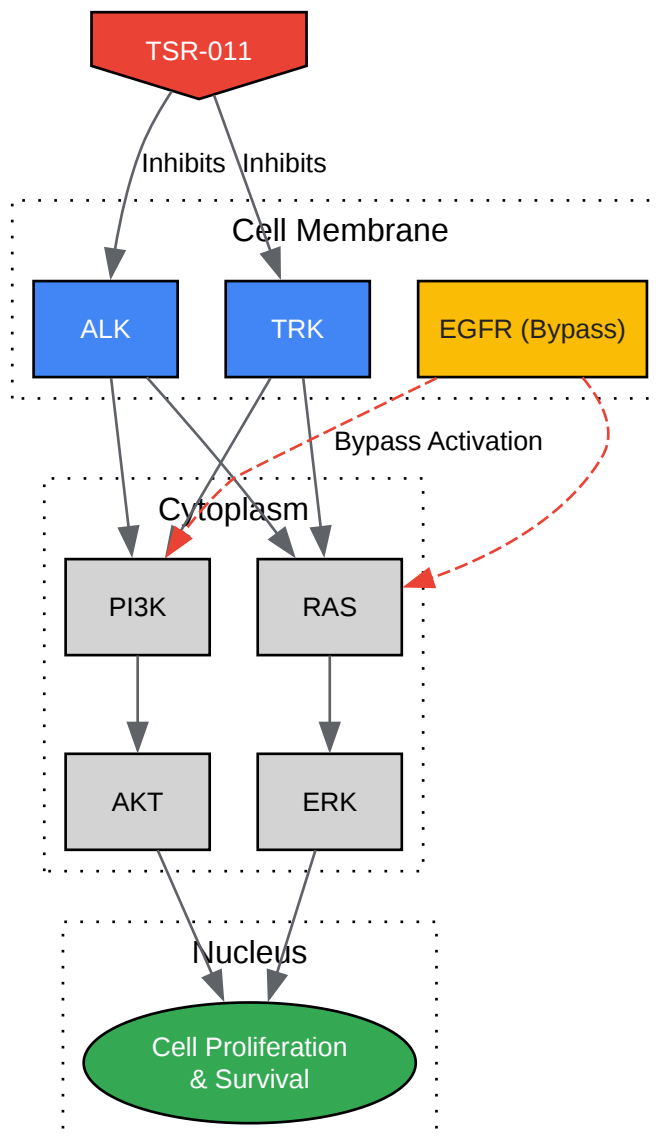 TSR-011
Inhibits
Inhibits
Cell Membrane
ALK
TRK
EGFR (Bypass)
Bypass Activation
Cytoplasm
PI3K
RAS
AKT
ERK
Nucleus
Cell Proliferation
& Survival